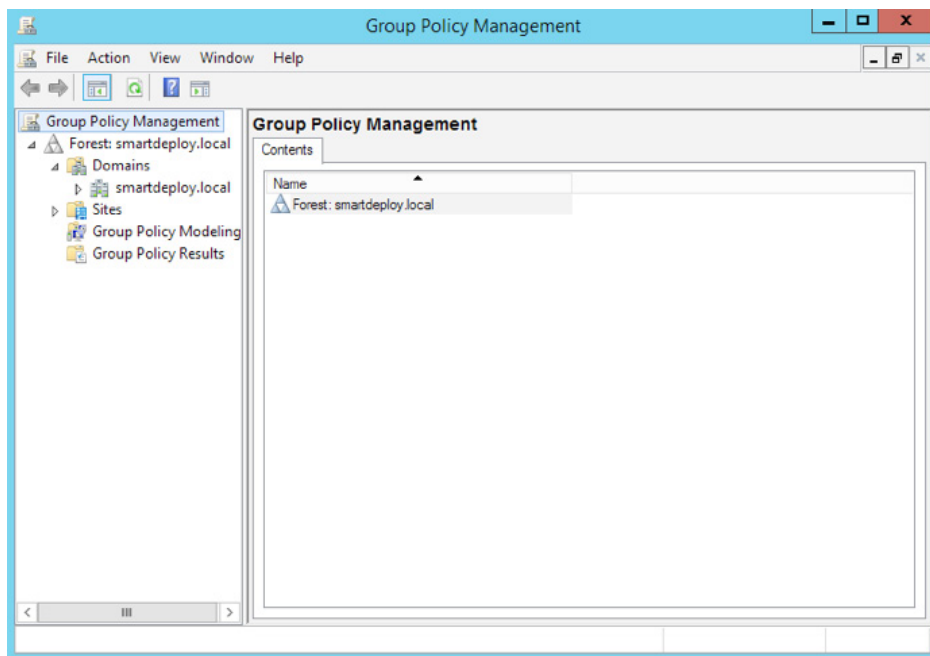 Group Policy Management
File Action View Window Help
Group Policy Management
Forest: smartdeploy.local
Domains
smartdeploy.local
Sites
Group Policy Modeling
Group Policy Results
Group Policy Management
Contents
Name
Forest: smartdeploy.local